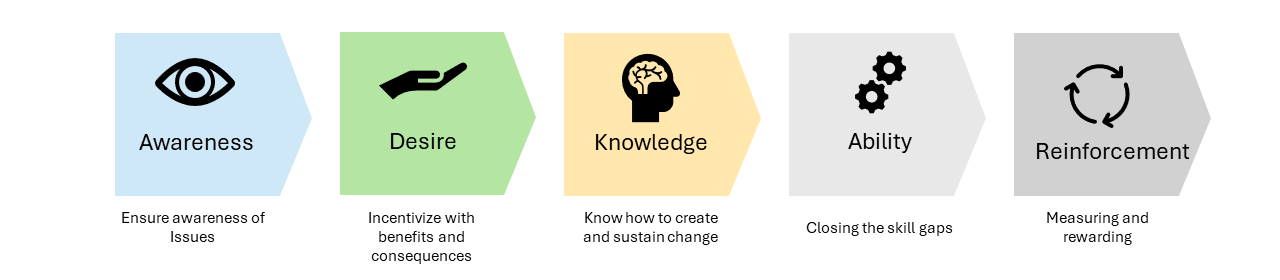 Awareness
Ensure awareness of
Issues
Desire
Incentivize with
benefits and
consequences
Knowledge
Know how to create
and sustain change
Ability
Closing the skill gaps
Reinforcement
Measuring and
rewarding